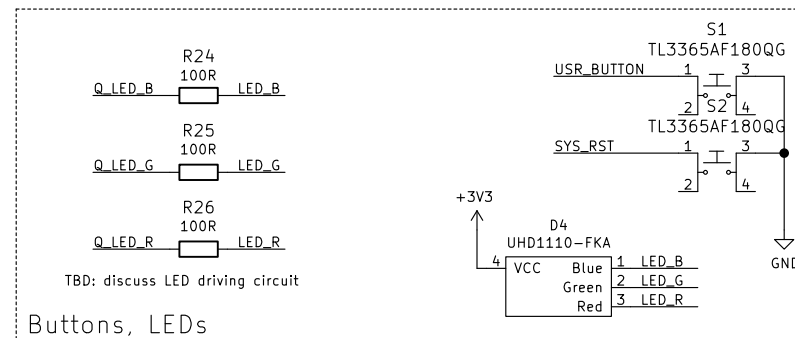 R24
100R
Q_LED_B LED_B
R25
100R
Q_LED_G LED_G
R26
100R
Q_LED_R LED_R
TBD: discuss LED driving circuit
Buttons, LEDs
S1
TL3365AF180QG
USR_BUTTON 1 3
2 4
S2
TL3365AF180QG
SYS_RST 1 3
2 4
GND
+3V3
D4
UHD1110-FKA
4 VCC Blue 1 LED_B
Green 2 LED_G
Red 3 LED_R